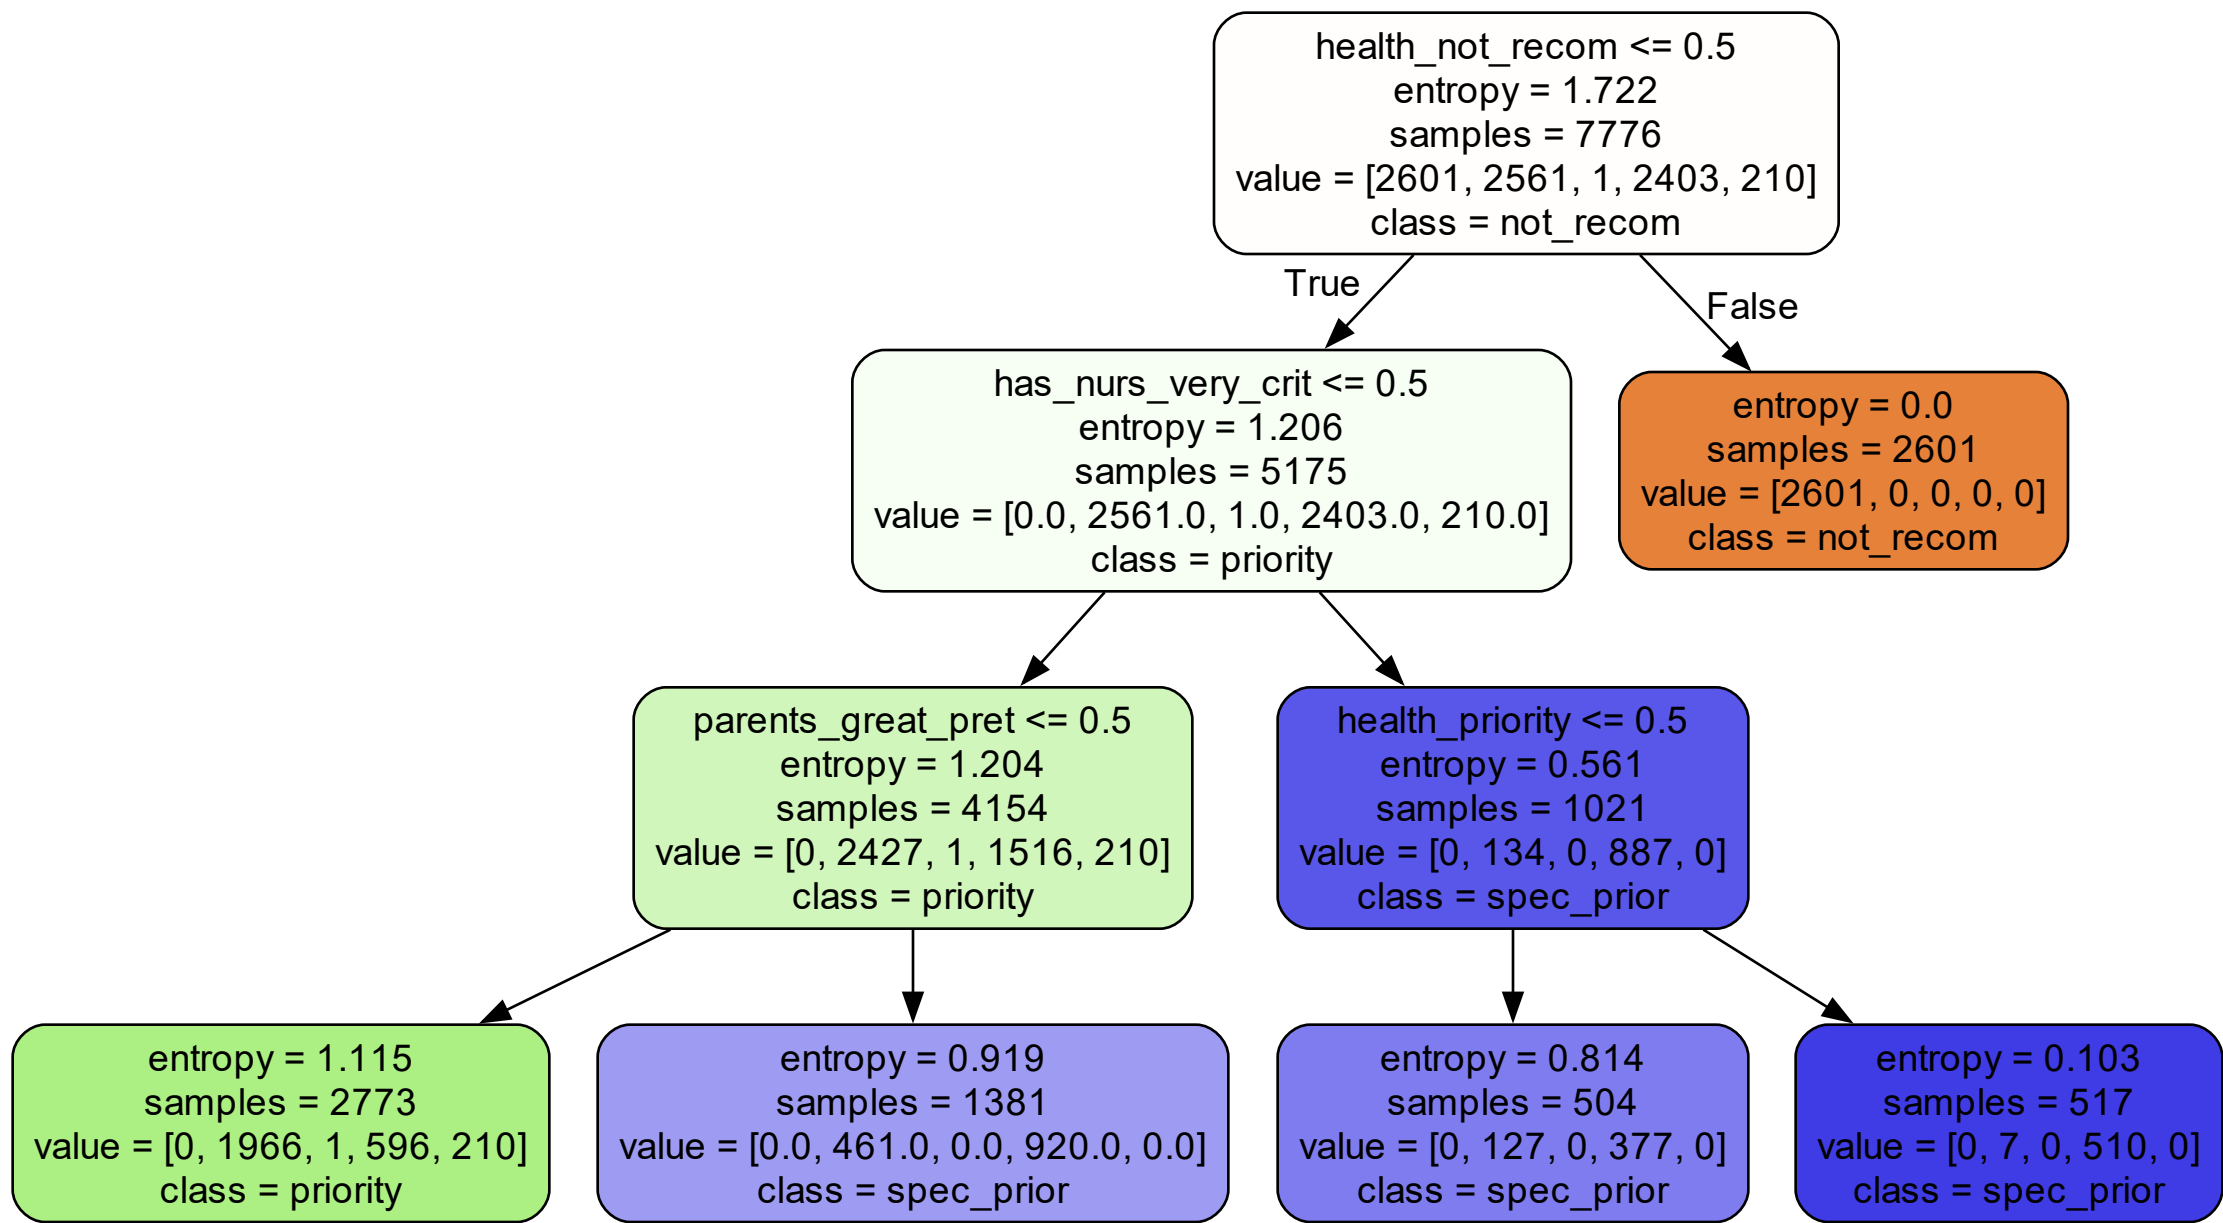 health_not_recom <= 0.5
entropy = 1.722
samples = 7776
value = [2601, 2561, 1, 2403, 210]
class = not_recom
True
False
has_nurs_very_crit <= 0.5
entropy = 1.206
samples = 5175
value = [0.0, 2561.0, 1.0, 2403.0, 210.0]
class = priority
entropy = 0.0
samples = 2601
value = [2601, 0, 0, 0, 0]
class = not_recom
parents_great_pret <= 0.5
entropy = 1.204
samples = 4154
value = [0, 2427, 1, 1516, 210]
class = priority
health_priority <= 0.5
entropy = 0.561
samples = 1021
value = [0, 134, 0, 887, 0]
class = spec_prior
entropy = 1.115
samples = 2773
value = [0, 1966, 1, 596, 210]
class = priority
entropy = 0.919
samples = 1381
value = [0.0, 461.0, 0.0, 920.0, 0.0]
class = spec_prior
entropy = 0.814
samples = 504
value = [0, 127, 0, 377, 0]
class = spec_prior
entropy = 0.103
samples = 517
value = [0, 7, 0, 510, 0]
class = spec_prior